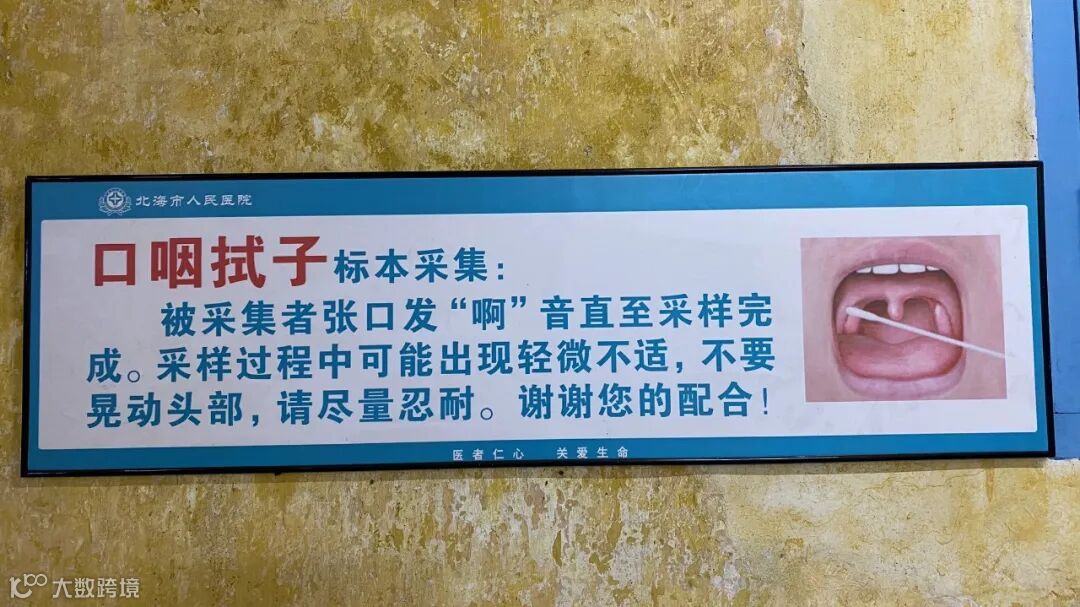 北海市人民医院
口咽拭子标本采集：
被采集者张口发“啊”音直至采样完
成。采样过程中可能出现轻微不适，不要
晃动头部，请尽量忍耐。谢谢您的配合！
医者仁心 关爱生命
大数跨境